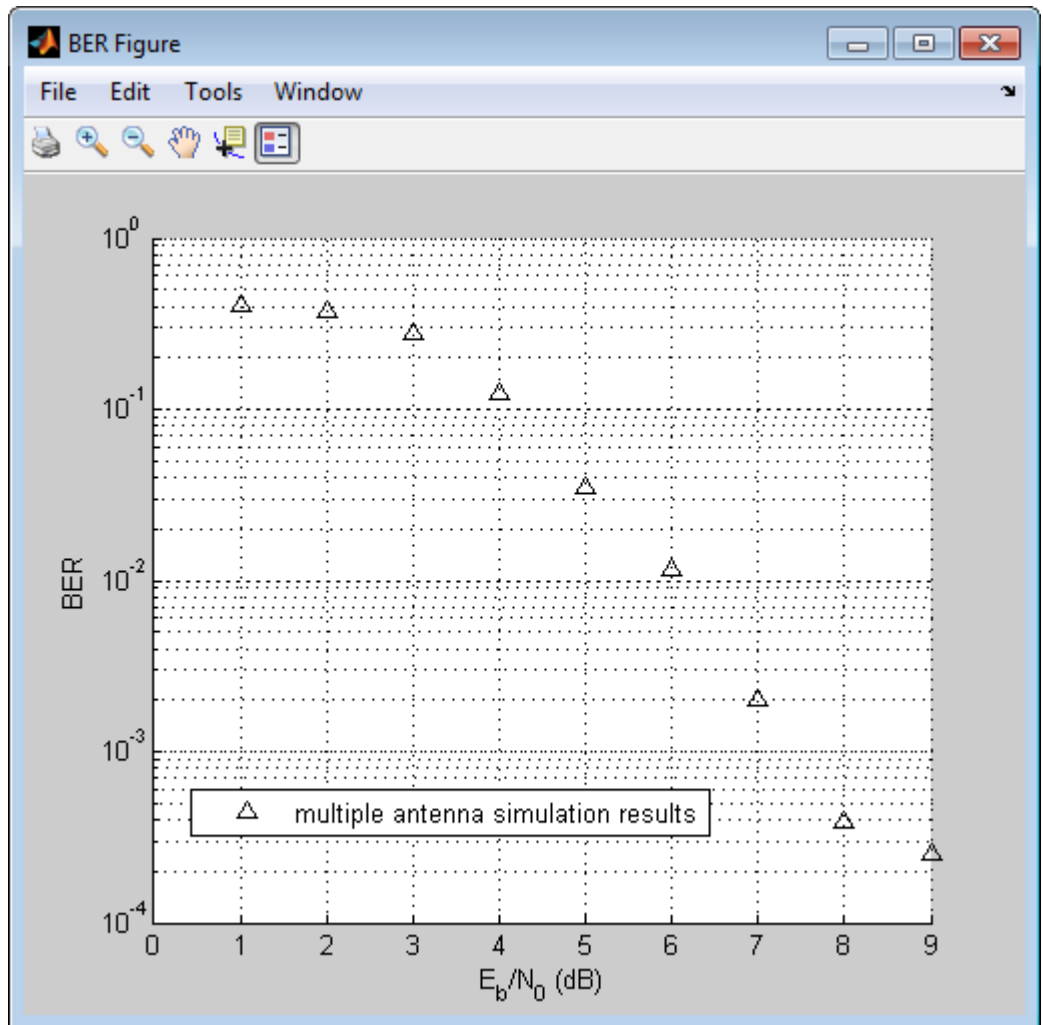 BER Figure
File Edit Tools Window
10^0
10^-1
10^-2
10^-3
10^-4
BER
multiple antenna simulation results
0 1 2 3 4 5 6 7 8 9
E_b/N_0 (dB)